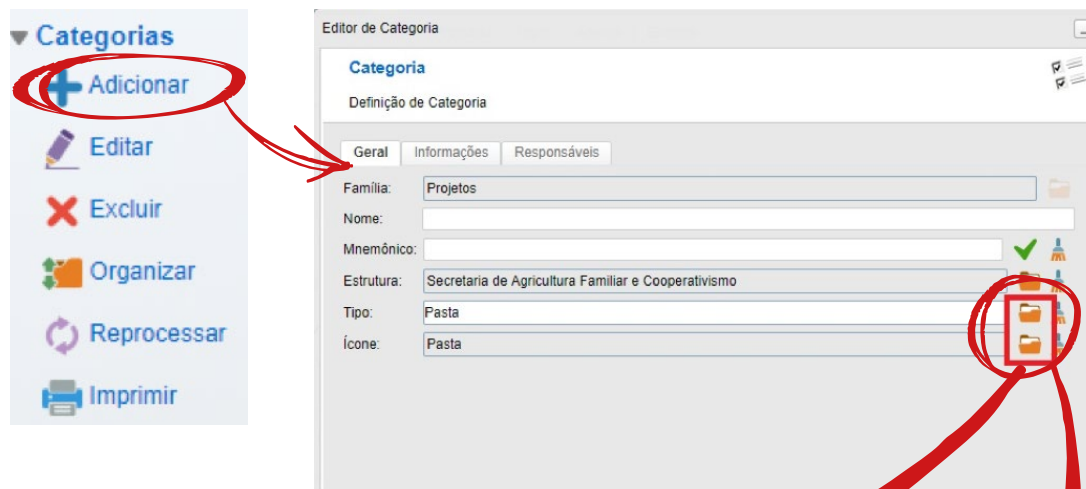 Categorias
Adicionar
Editar
Excluir
Organizar
Reprocessar
Imprimir
Editor de Categoria
Categoria
Definição de Categoria
Geral Informações Responsáveis
Família: Projetos
Nome:
Mnemônico:
Estrutura: Secretaria de Agricultura Familiar e Cooperativismo
Tipo: Pasta
Ícone: Pasta